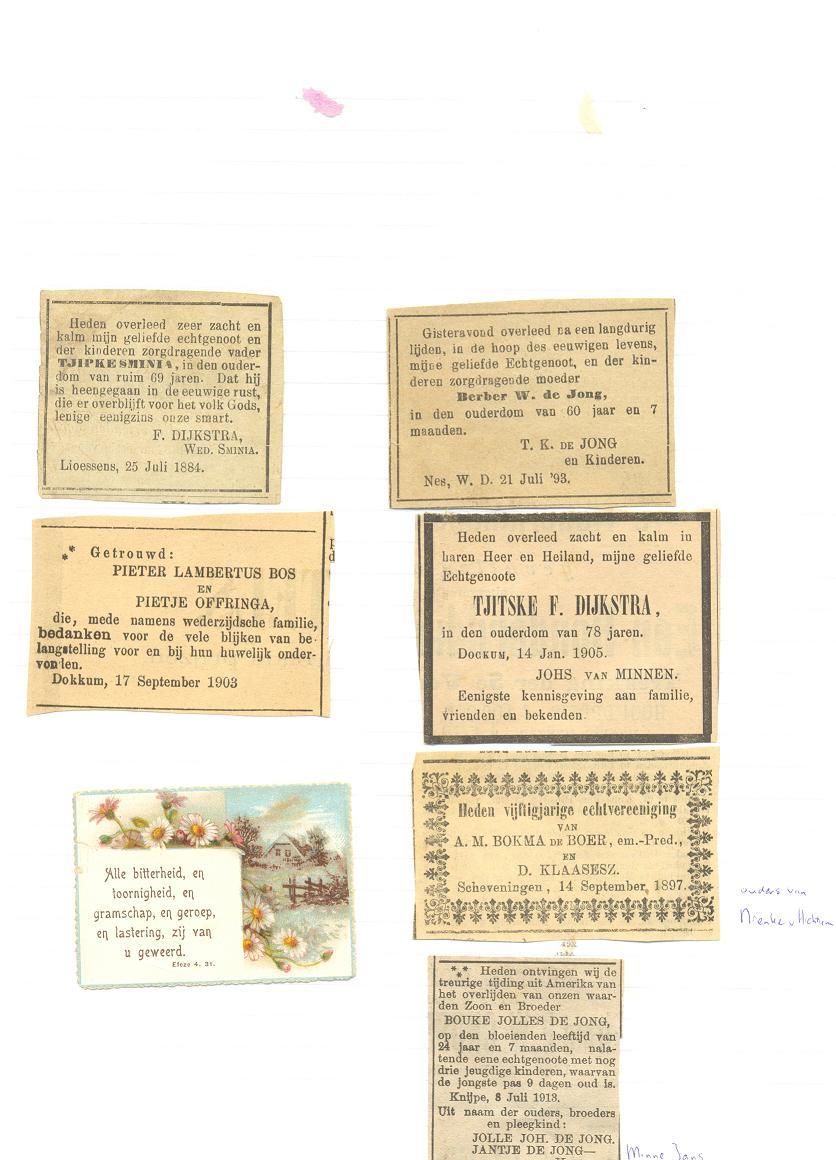 Heden overleed zeer zacht en
kalm mijn geliefde echtgenoot en
der kinderen zorgdragende vader
TJIPKE SMINIA, in den ouder-
dom van ruim 69 jaren. Dat hij
is heengegaan in de eeuwige rust,
die er overblijft voor het volk Gods,
lenige eenigzins onze smart.
F. DIJKSTRA,
WED. SMINIA.
Lioessens, 25 Juli 1884.
Gisteravond overleed na een langdurig
lijden, in de hoop des eeuwigen levens,
mijne geliefde Echtgenoot, en der kin-
deren zorgdragende moeder
Berber W. de Jong,
in den ouderdom van 60 jaar en 7
maanden.
T. K. DE JONG
en Kinderen.
Nes, W. D. 21 Juli '93.
⁎* Getrouwd:
PIETER LAMBERTUS BOS
EN
PIETJE OFFRINGA,
die, mede namens wederzijdsche familie,
bedanken voor de vele blijken van be-
langstelling voor en bij hun huwelijk onder-
vonden.
Dokkum, 17 September 1903
Heden overleed zacht en kalm in
haren Heer en Heiland, mijne geliefde
Echtgenoote
TJITSKE F. DIJKSTRA,
in den ouderdom van 78 jaren.
DOCKUM, 14 Jan. 1905.
JOHS. VAN MINNEN.
Eenigste kennisgeving aan familie,
vrienden en bekenden.
Alle bitterheid, en
toornigheid, en
gramschap, en geroep,
en lastering, zij van
u geweerd.
Efeze 4. 31.
Heden vijftigjarige echtvereeniging
VAN
A. M. BOKMA DE BOER, em.-Pred.,
EN
D. KLAASESZ.
Scheveningen, 14 September, 1897.
ouders van
Nienke v Hichtum
⁎*⁎ Heden ontvingen wij de
treurige tijding uit Amerika van
het overlijden van onzen waar-
den Zoon en Broeder
BOUKE JOLLES DE JONG,
op den bloeienden leeftijd van
24 jaar en 7 maanden, nala-
tende eene echtgenoote met nog
drie jeugdige kinderen, waarvan
de jongste pas 9 dagen oud is.
Knijpe, 8 Juli 1913.
Uit naam der ouders, broeders
en pleegkind:
JOLLE JOH. DE JONG.
JANTJE DE JONG—
Minne Jans